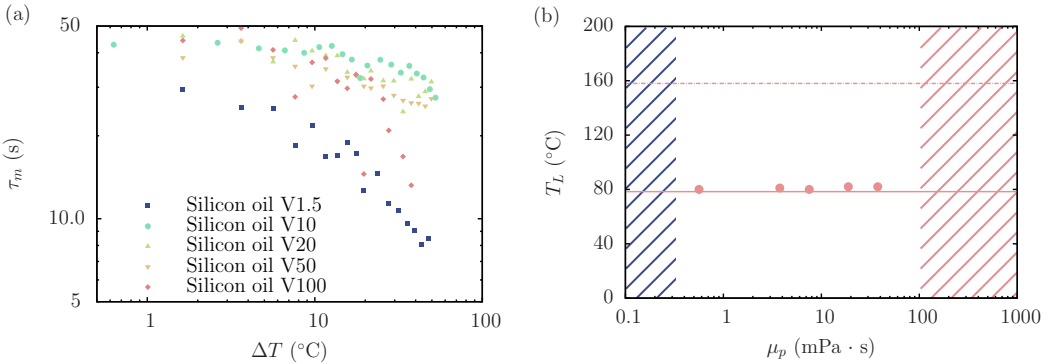 (a)
50
10.0
5
τm (s)
Silicon oil V1.5
Silicon oil V10
Silicon oil V20
Silicon oil V50
Silicon oil V100
1
10
100
ΔT (°C)
(b)
200
160
120
80
40
0
TL (°C)
0.1
1
10
100
1000
μp (mPa · s)